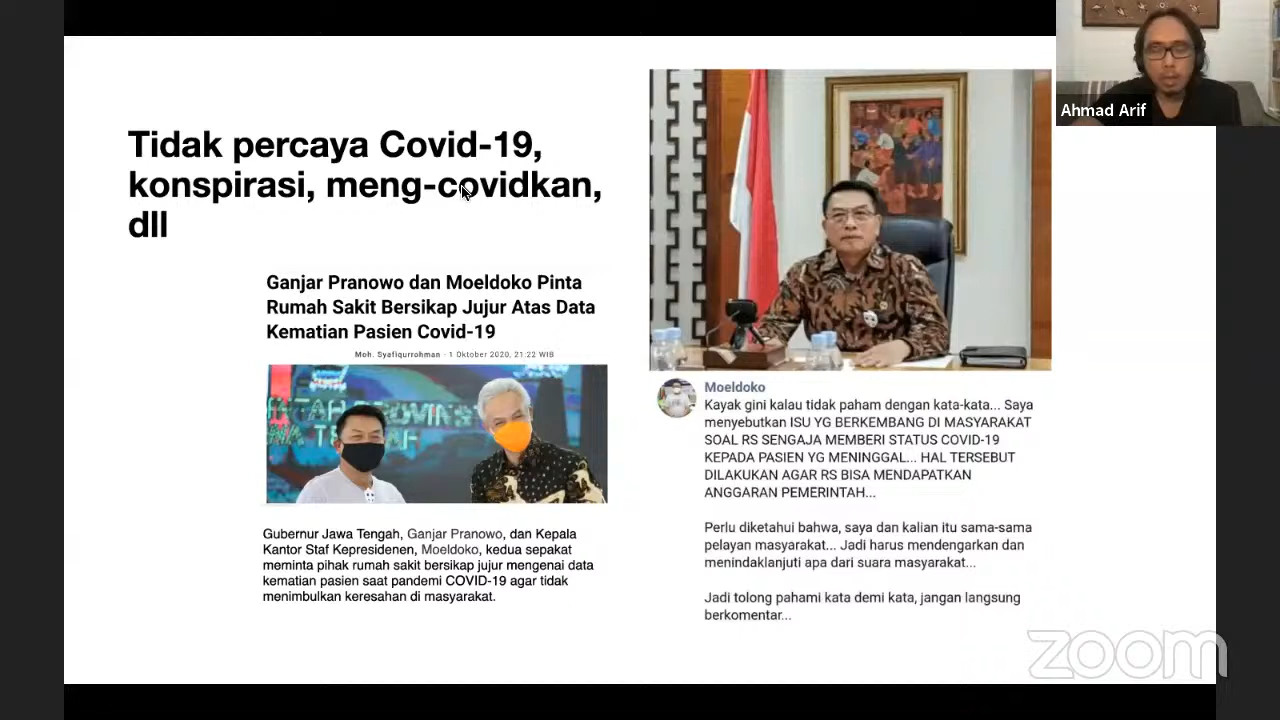 Tidak percaya Covid-19,
konspirasi, meng-covidkan,
dll
Ganjar Pranowo dan Moeldoko Pinta
Rumah Sakit Bersikap Jujur Atas Data
Kematian Pasien Covid-19
Moh. Syafiqurrohman - 1 Oktober 2020, 21:22 WIB
Gubernur Jawa Tengah, Ganjar Pranowo, dan Kepala
Kantor Staf Kepresidenen, Moeldoko, kedua sepakat
meminta pihak rumah sakit bersikap jujur mengenai data
kematian pasien saat pandemi COVID-19 agar tidak
menimbulkan keresahan di masyarakat.
Moeldoko
Kayak gini kalau tidak paham dengan kata-kata... Saya
menyebutkan ISU YG BERKEMBANG DI MASYARAKAT
SOAL RS SENGAJA MEMBERI STATUS COVID-19
KEPADA PASIEN YG MENINGGAL... HAL TERSEBUT
DILAKUKAN AGAR RS BISA MENDAPATKAN
ANGGARAN PEMERINTAH...
Perlu diketahui bahwa, saya dan kalian itu sama-sama
pelayan masyarakat... Jadi harus mendengarkan dan
menindaklanjuti apa dari suara masyarakat...
Jadi tolong pahami kata demi kata, jangan langsung
berkomentar...
Ahmad Arif
zoom